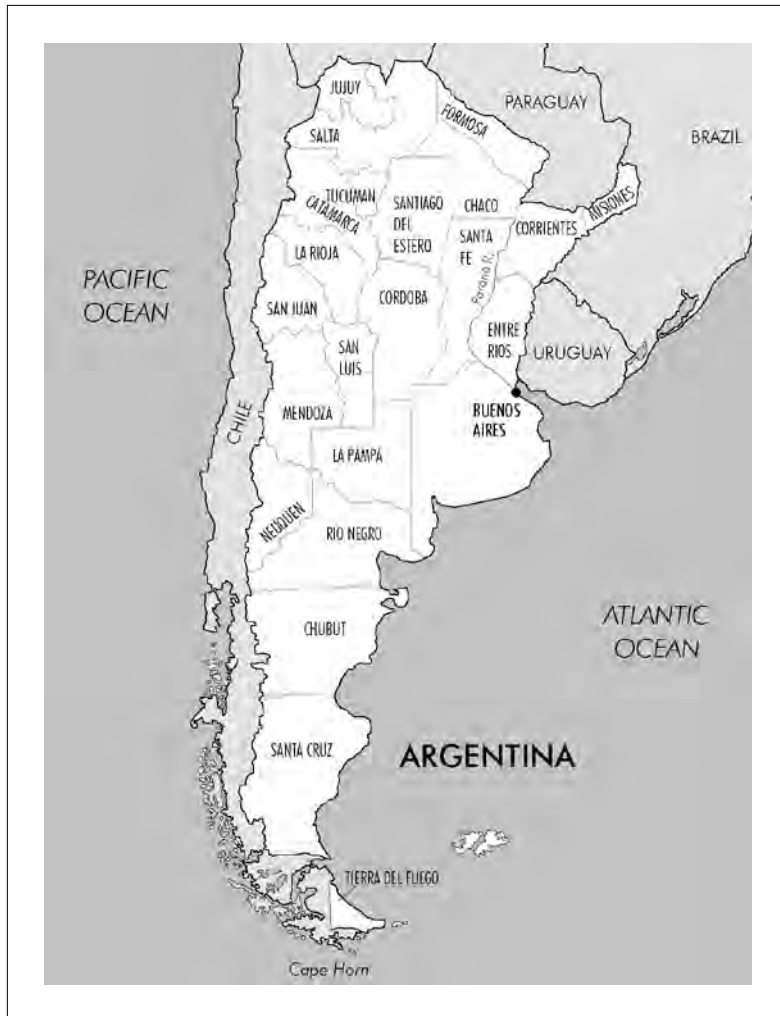 JUJUY
PARAGUAY
FORMOSA
SALTA
BRAZIL
TUCUMAN
CATAMARCA
SANTIAGO
DEL
ESTERO
CHACO
MISIONES
CORRIENTES
SANTA
FE
LA RIOJA
PACIFIC
OCEAN
Paraná R.
CORDOBA
SAN JUAN
ENTRE
RIOS
SAN
LUIS
URUGUAY
MENDOZA
BUENOS
AIRES
CHILE
LA PAMPA
NEUQUEN
RIO NEGRO
ATLANTIC
OCEAN
CHUBUT
SANTA CRUZ
ARGENTINA
TIERRA DEL FUEGO
Cape Horn